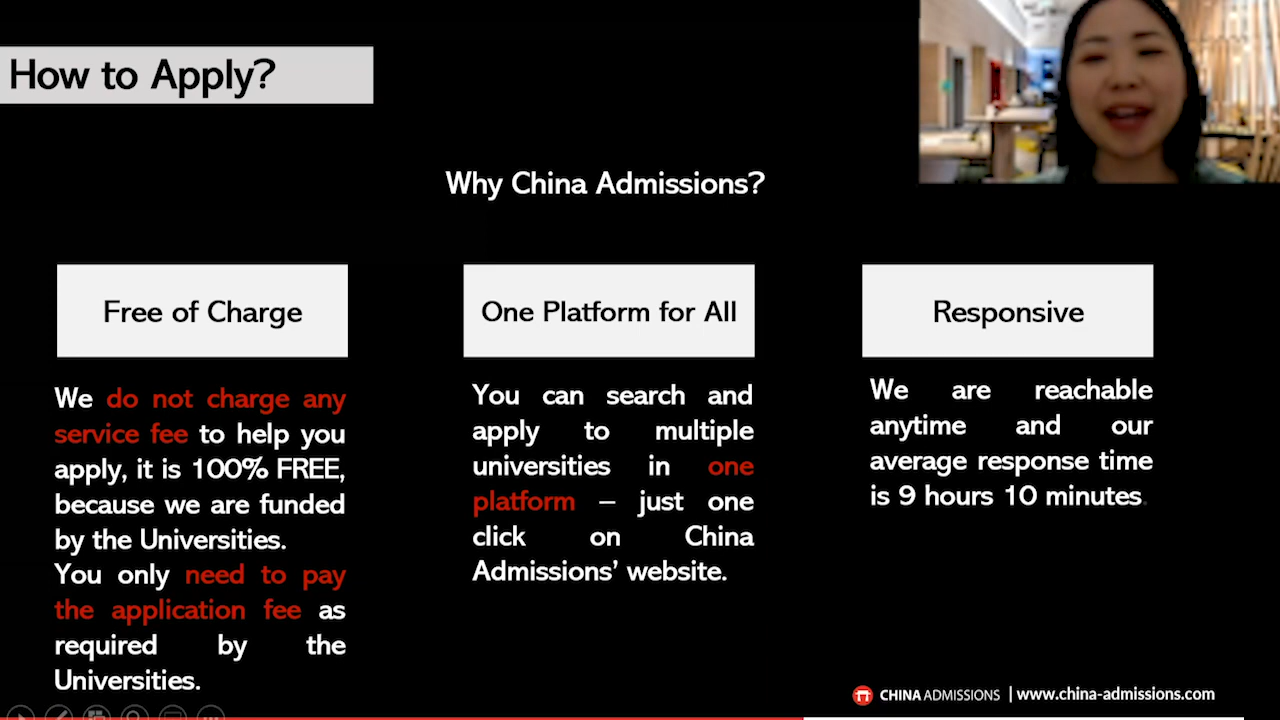 How to Apply?
Why China Admissions?
Free of Charge
We do not charge any
service fee to help you
apply, it is 100% FREE,
because we are funded
by the Universities.
You only need to pay
the application fee as
required by the
Universities.
One Platform for All
You can search and
apply to multiple
universities in one
platform – just one
click on China
Admissions’ website.
Responsive
We are reachable
anytime and our
average response time
is 9 hours 10 minutes.
CHINA ADMISSIONS | www.china-admissions.com